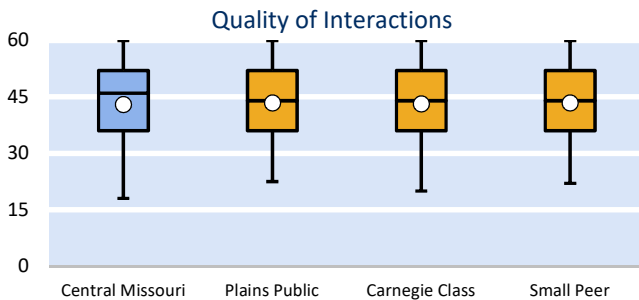 Quality of Interactions
60
45
30
15
0
Central Missouri Plains Public Carnegie Class Small Peer